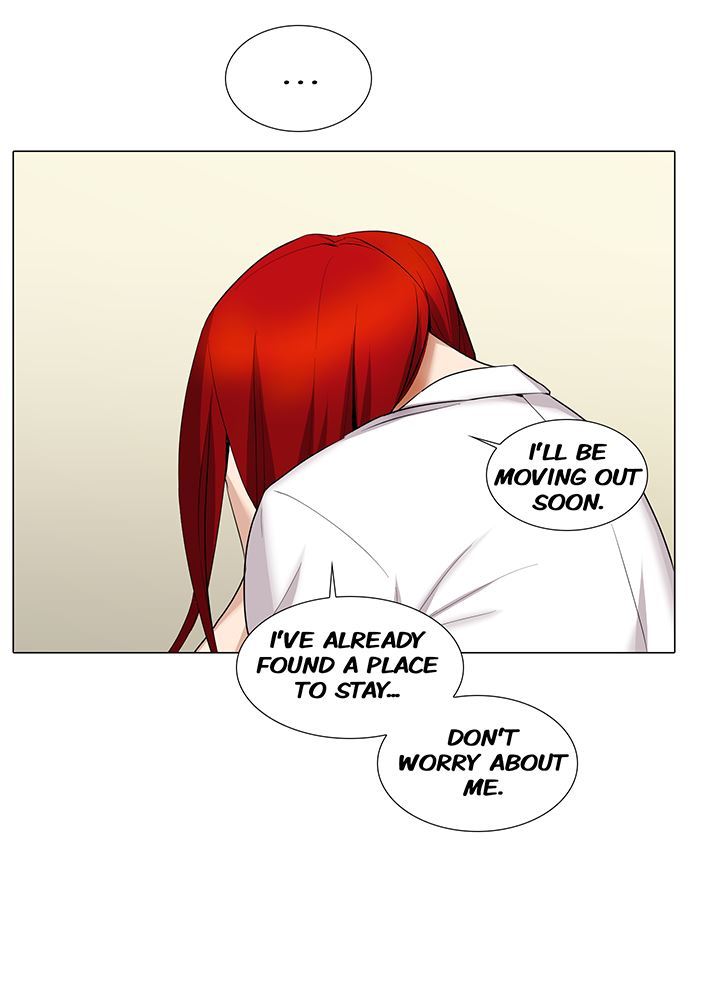 ...
I'LL BE
MOVING OUT
SOON.
I'VE ALREADY
FOUND A PLACE
TO STAY...
DON'T
WORRY ABOUT
ME.